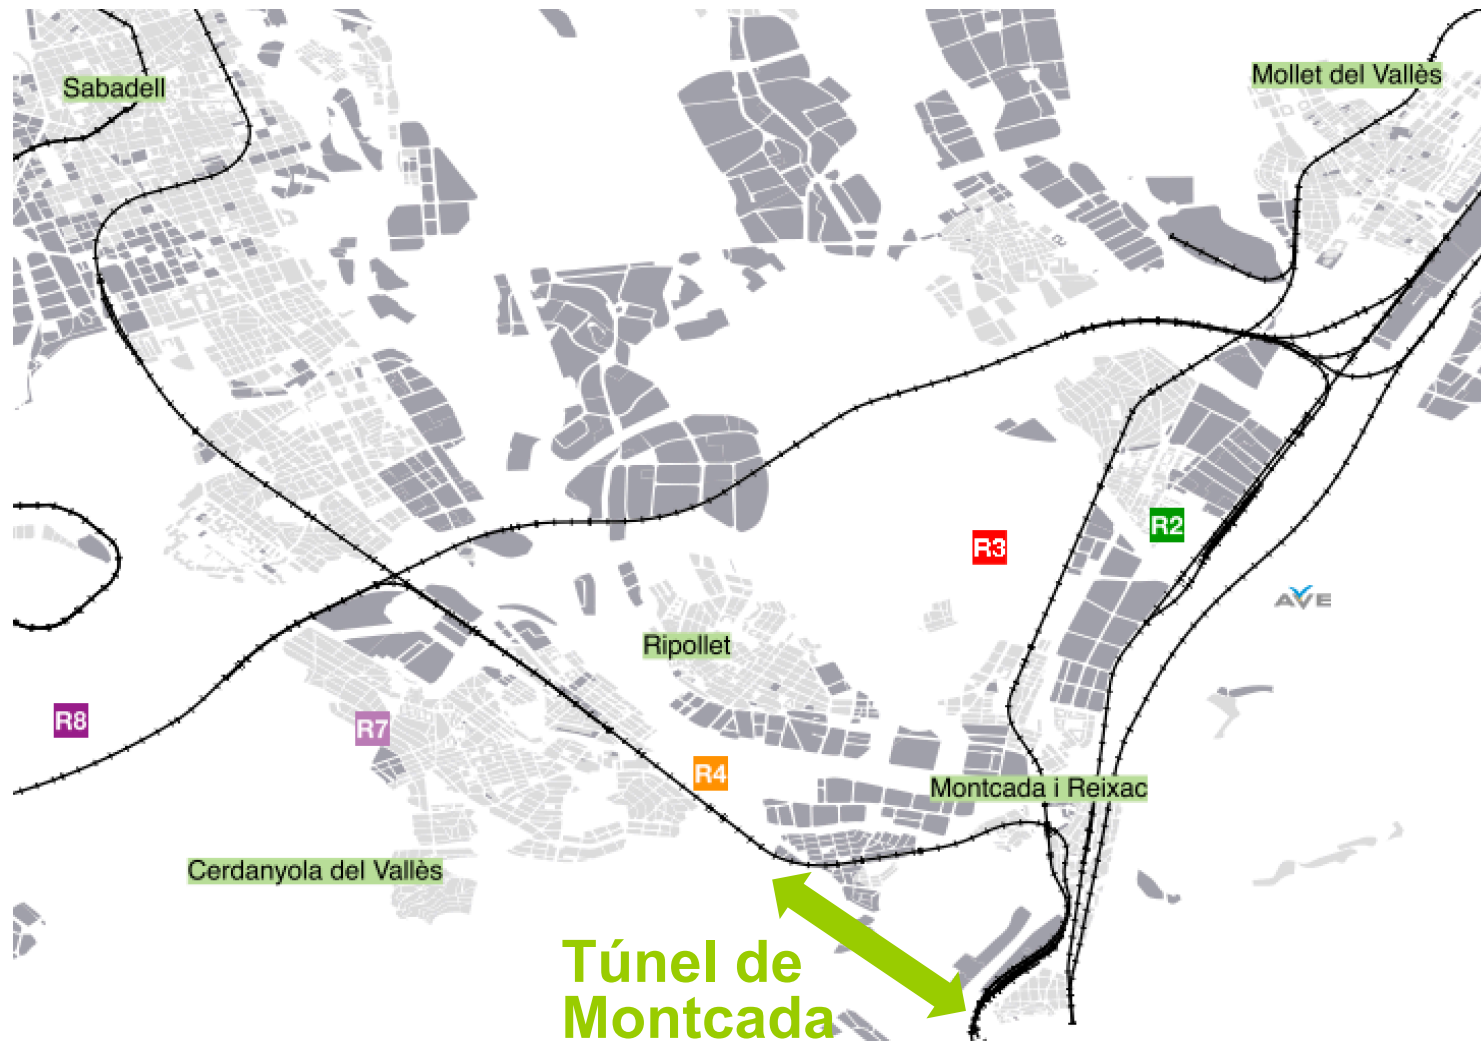 Sabadell
Mollet del Vallès
R2
R3
AVE
Ripollet
R8
R7
R4
Montcada i Reixac
Cerdanyola del Vallès
Túnel de
Montcada